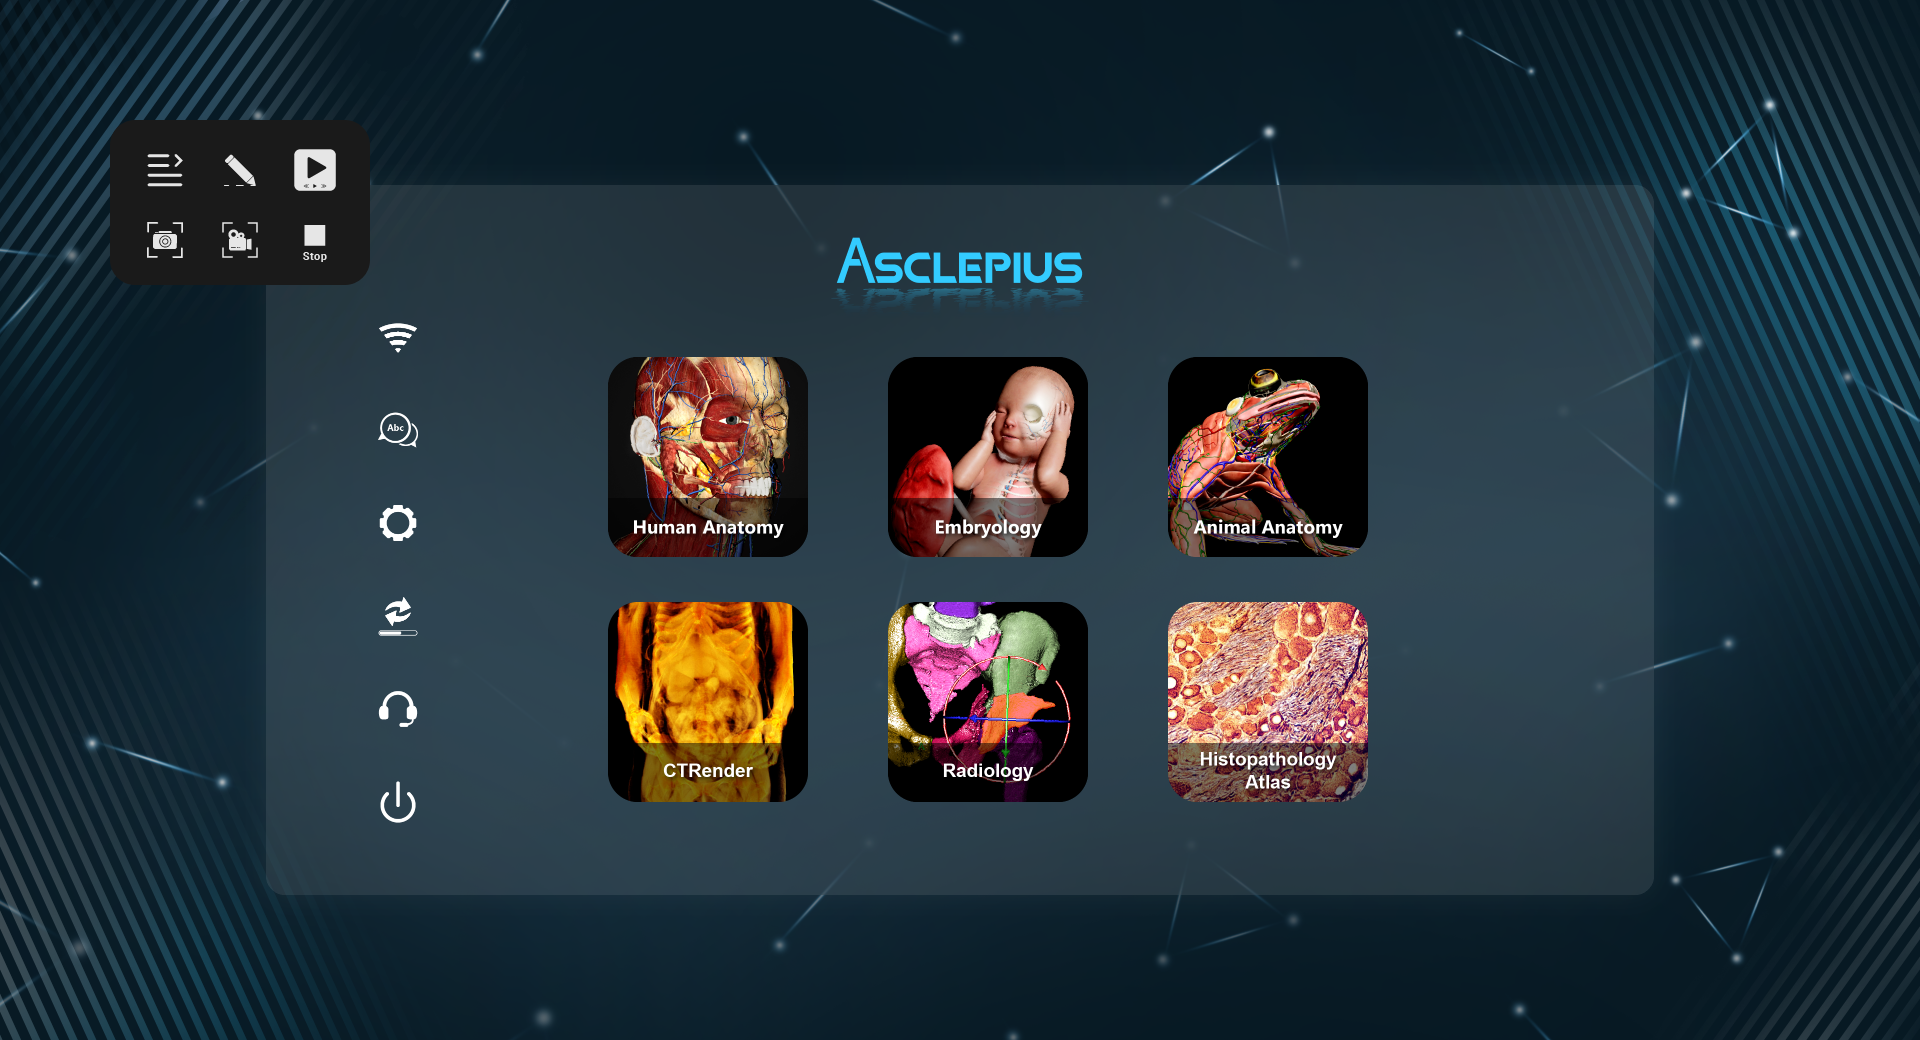 Stop
ASCLEPIUS
Abc
Human Anatomy
Embryology
Animal Anatomy
CTRender
Radiology
Histopathology
Atlas